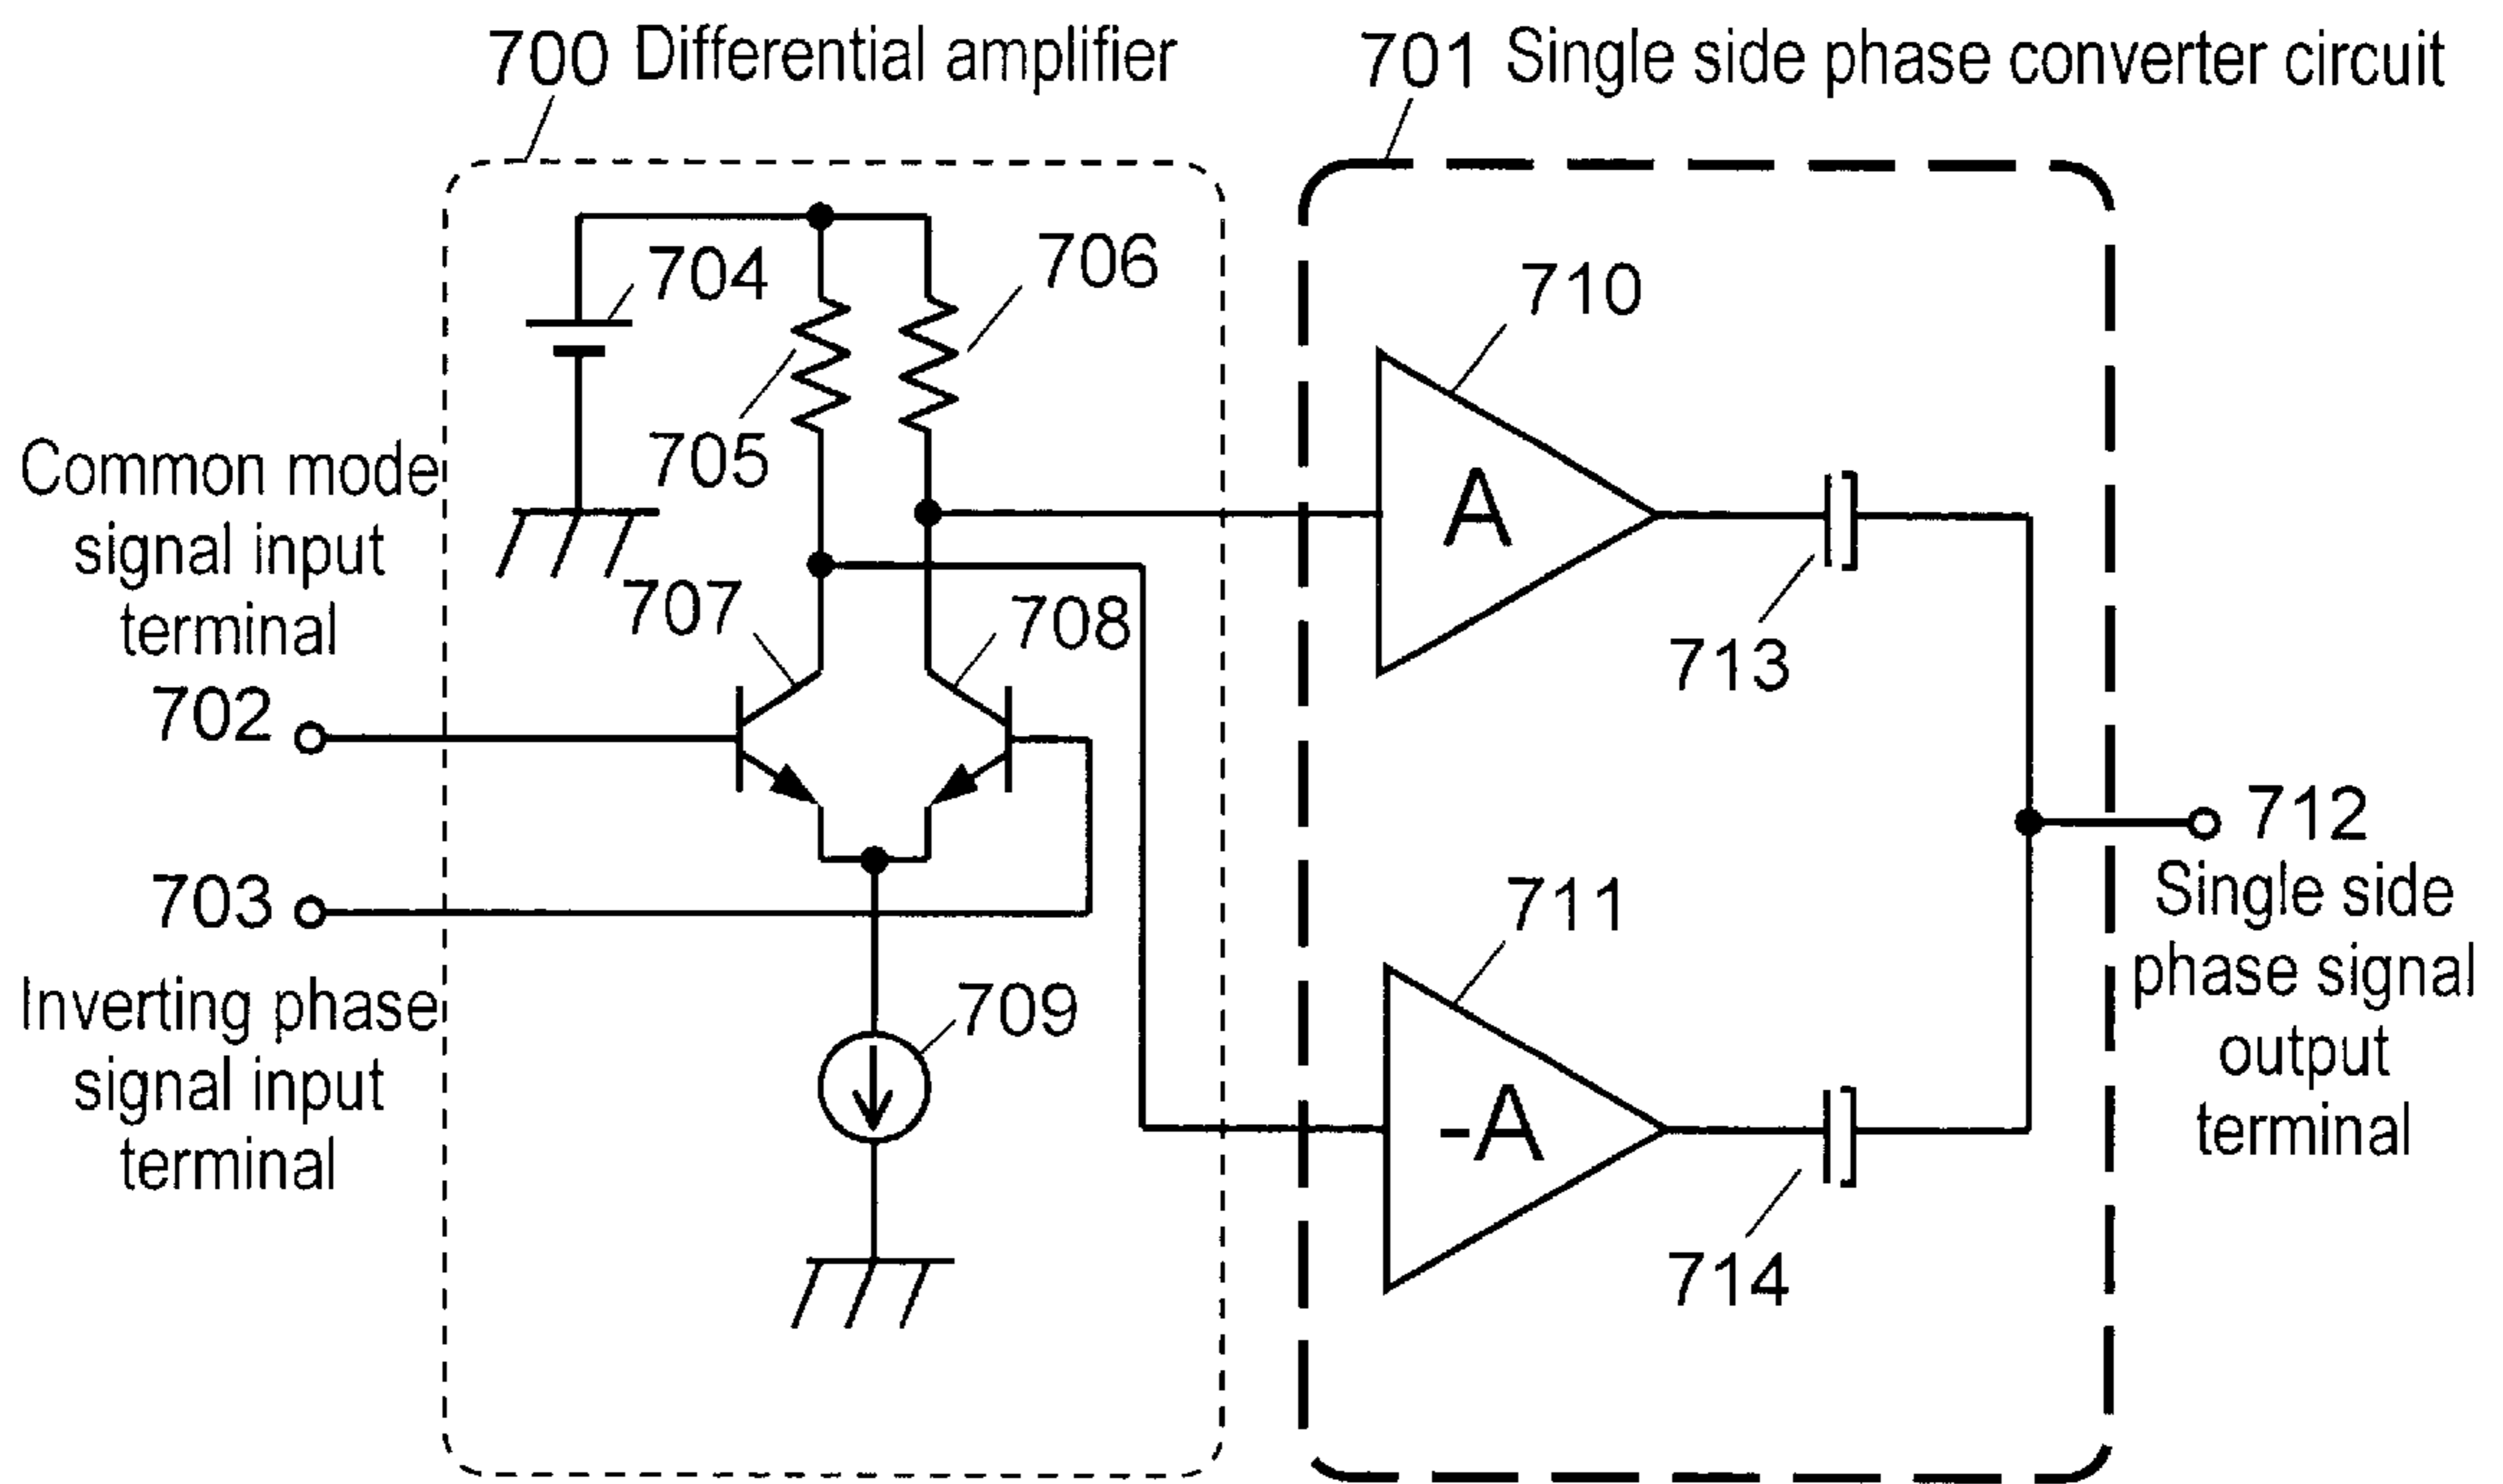 700 Differential amplifier
701 Single side phase converter circuit
704
706
705
710
A
Common mode
signal input
terminal
702
707
708
713
703
Inverting phase
signal input
terminal
709
711
-A
714
712
Single side
phase signal
output
terminal